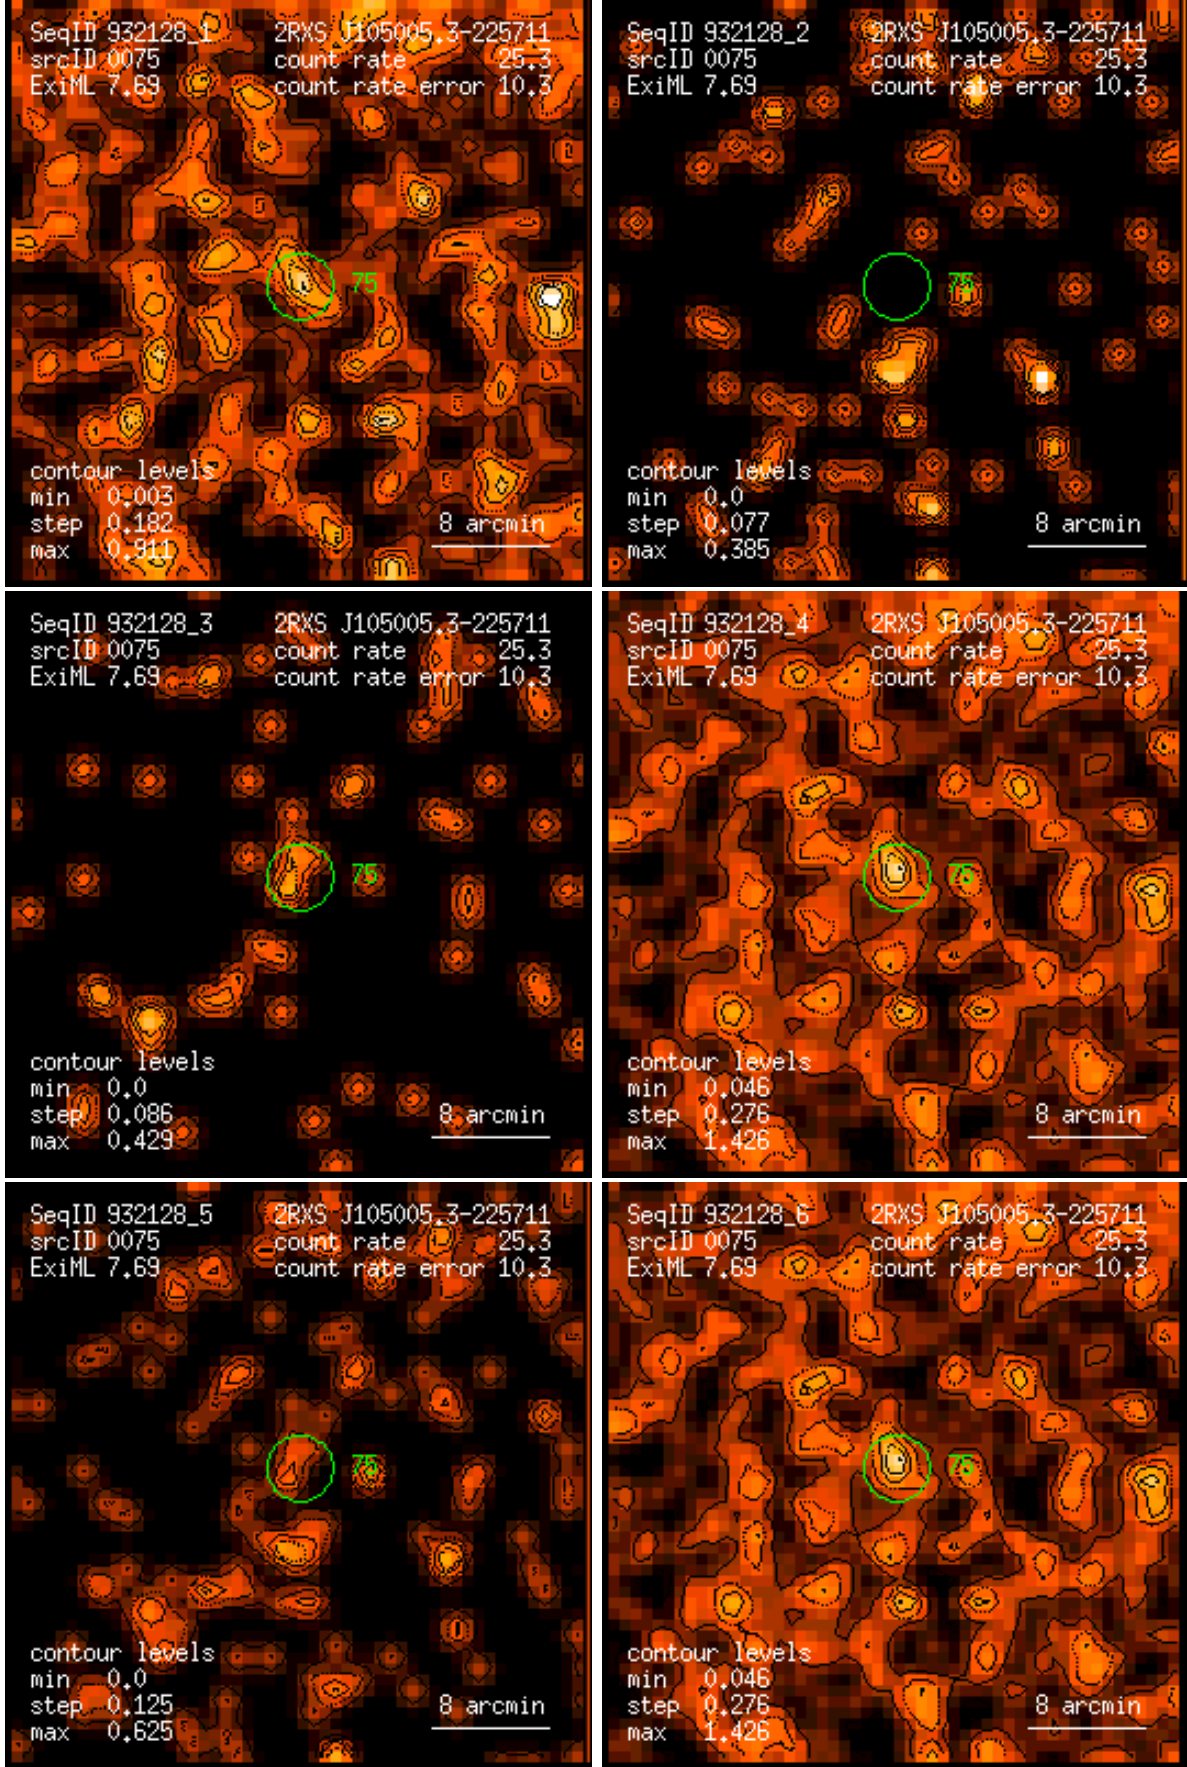 SeqID 932128_1 2RXS J105005.3-225711
srcID 0075 count rate 25.3
ExiML 7.69 count rate error 10.3
75
contour levels
min 0.003
step 0.182
max 0.911
8 arcmin
SeqID 932128_2 2RXS J105005.3-225711
srcID 0075 count rate 25.3
ExiML 7.69 count rate error 10.3
75
contour levels
min 0.0
step 0.077
max 0.385
8 arcmin
SeqID 932128_3 2RXS J105005.3-225711
srcID 0075 count rate 25.3
ExiML 7.69 count rate error 10.3
75
contour levels
min 0.0
step 0.086
max 0.429
8 arcmin
SeqID 932128_4 2RXS J105005.3-225711
srcID 0075 count rate 25.3
ExiML 7.69 count rate error 10.3
75
contour levels
min 0.046
step 0.276
max 1.426
8 arcmin
SeqID 932128_5 2RXS J105005.3-225711
srcID 0075 count rate 25.3
ExiML 7.69 count rate error 10.3
75
contour levels
min 0.0
step 0.125
max 0.625
8 arcmin
SeqID 932128_6 2RXS J105005.3-225711
srcID 0075 count rate 25.3
ExiML 7.69 count rate error 10.3
75
contour levels
min 0.046
step 0.276
max 1.426
8 arcmin